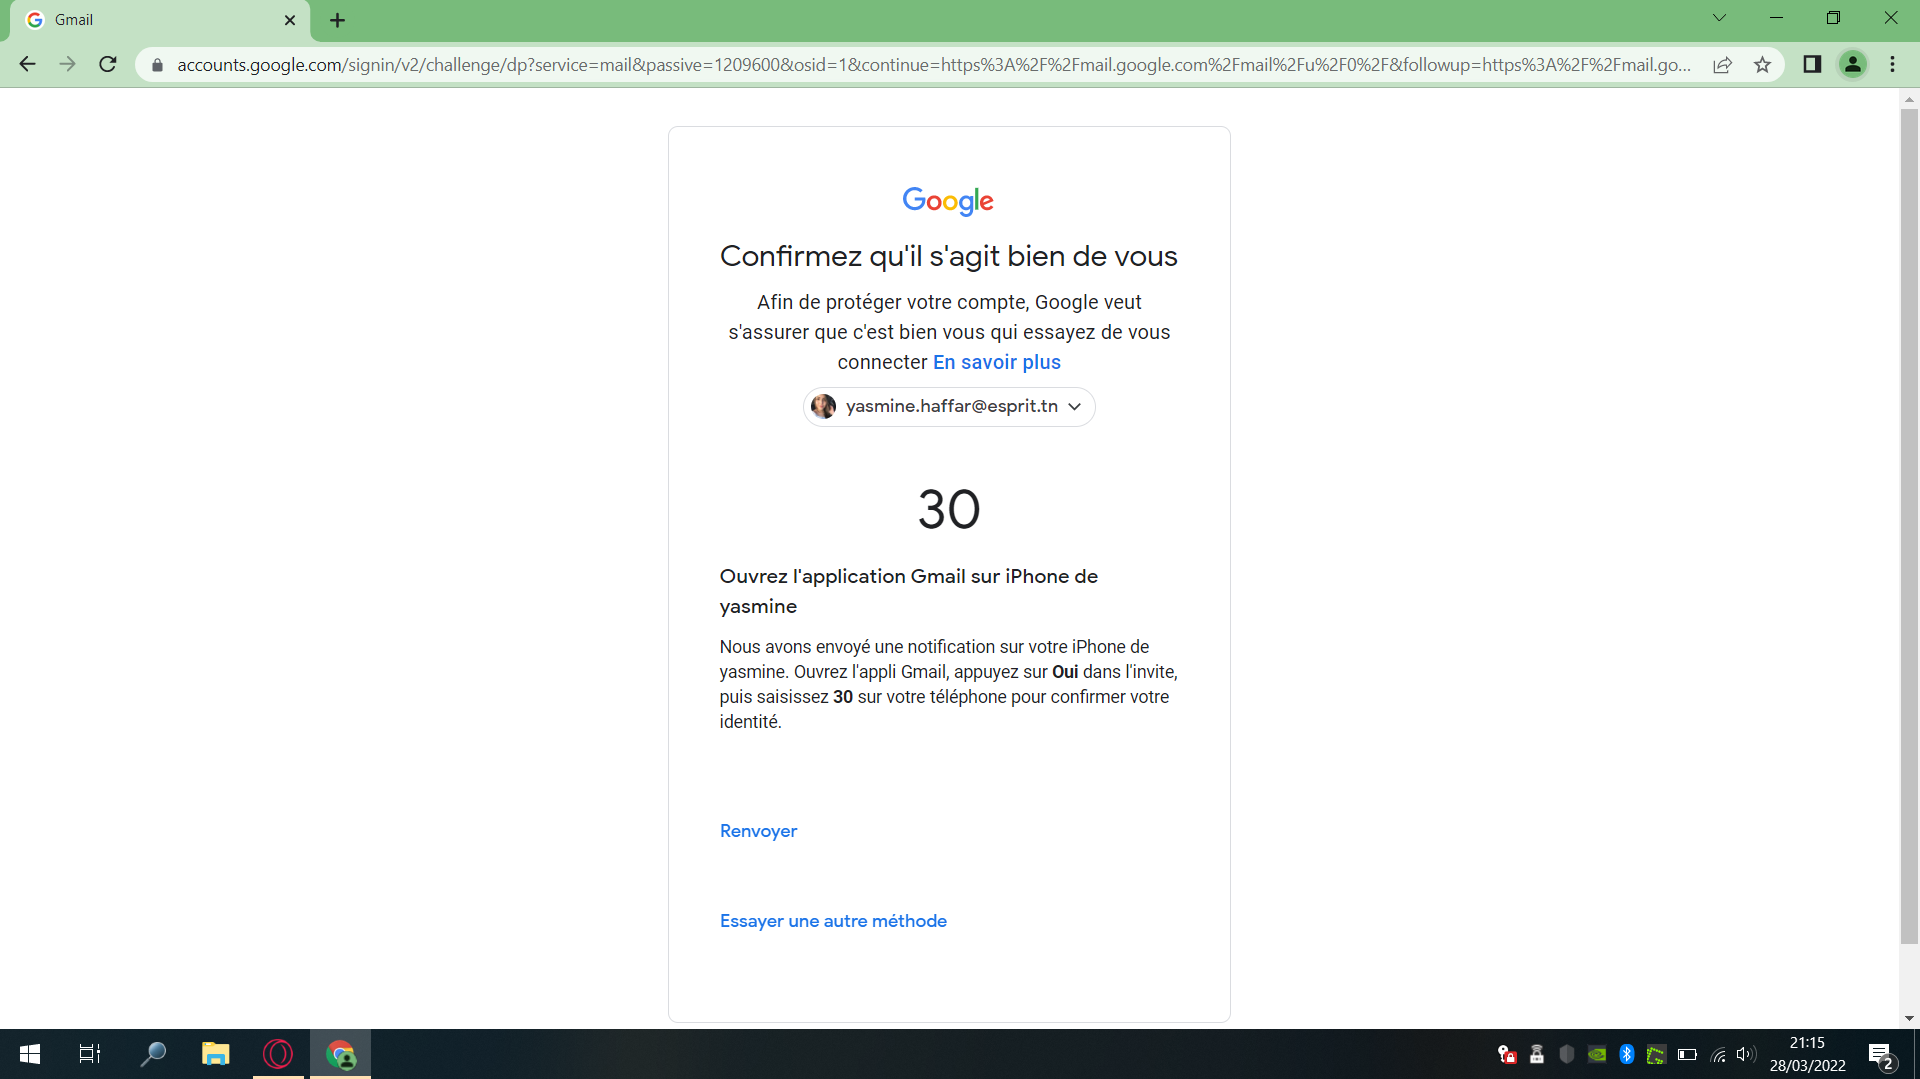 Gmail
accounts.google.com/signin/v2/challenge/dp?service=mail&passive=1209600&osid=1&continue=https%3A%2F%2Fmail.google.com%2Fmail%2Fu%2F0%2F&followup=https%3A%2F%2Fmail.go...
Google
Confirmez qu'il s'agit bien de vous
Afin de protéger votre compte, Google veut
s'assurer que c'est bien vous qui essayez de vous
connecter En savoir plus
yasmine.haffar@esprit.tn
30
Ouvrez l'application Gmail sur iPhone de
yasmine
Nous avons envoyé une notification sur votre iPhone de
yasmine. Ouvrez l'appli Gmail, appuyez sur Oui dans l'invite,
puis saisissez 30 sur votre téléphone pour confirmer votre
identité.
Renvoyer
Essayer une autre méthode
21:15
28/03/2022
2